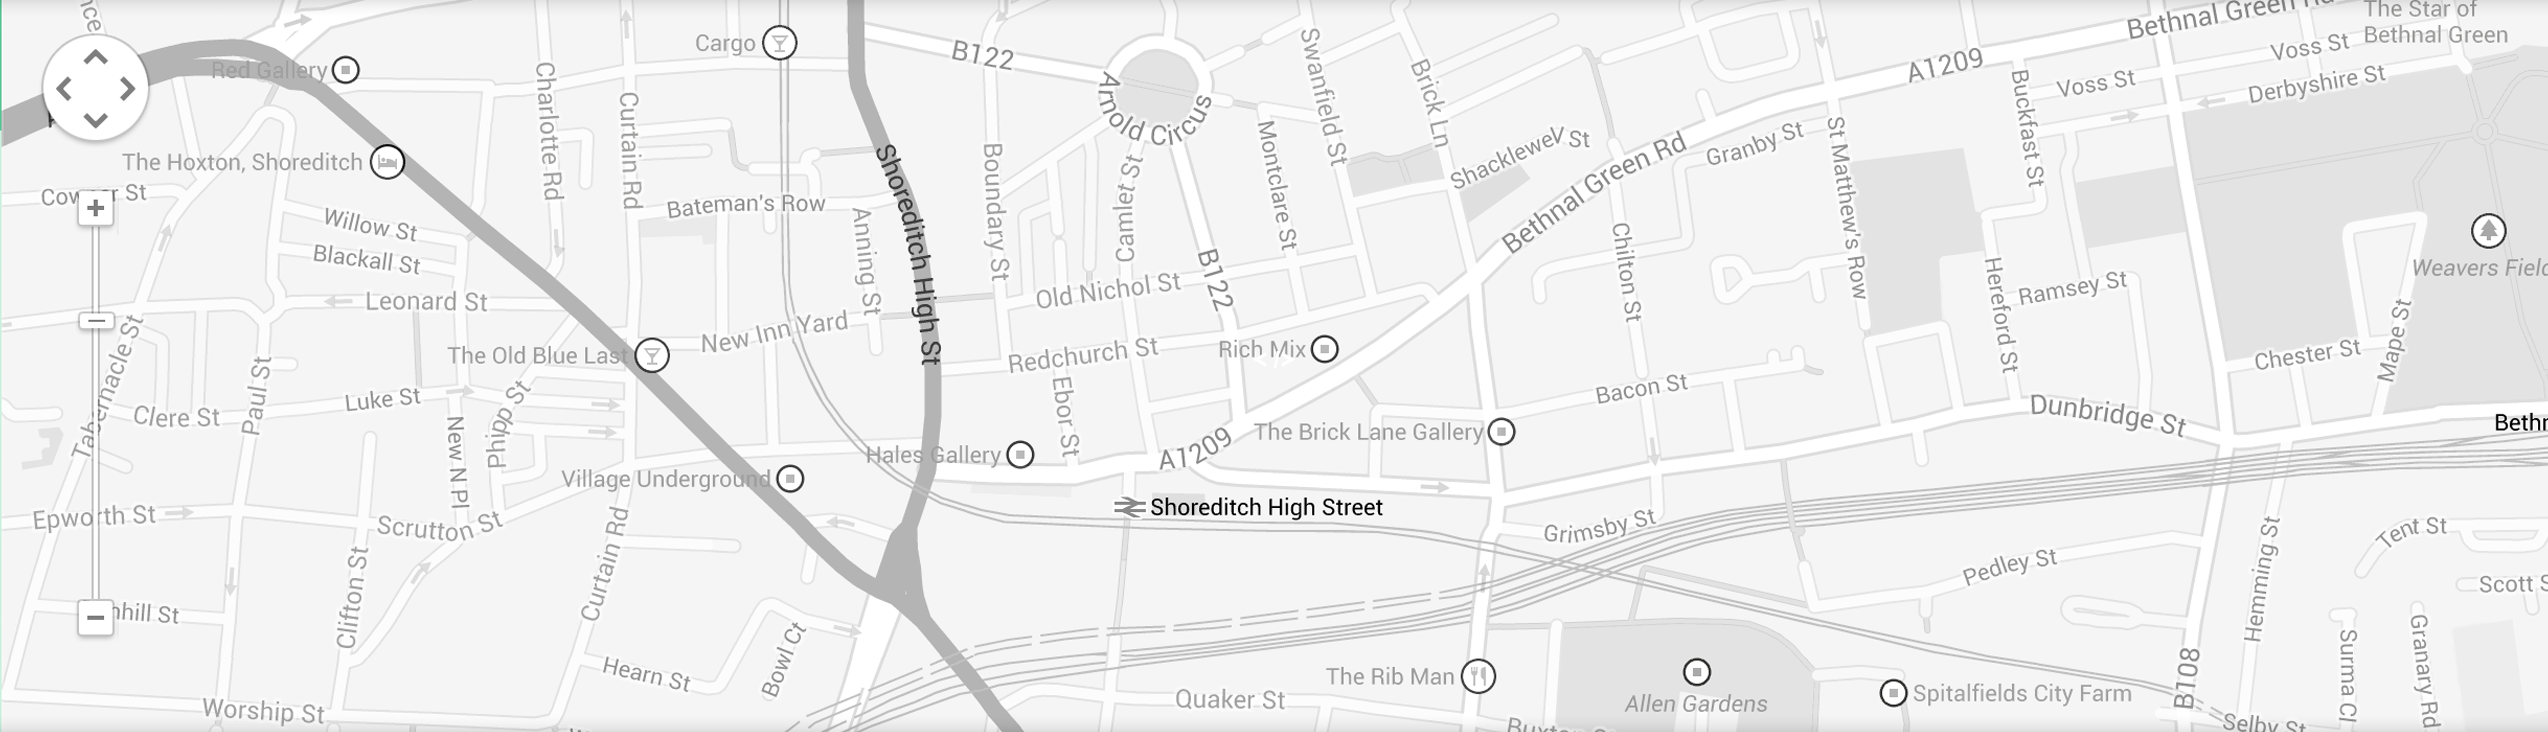 The Star of
Bethnal Green
Bethnal Green Rd
Voss St
Cargo
B122
A1209
Red Gallery
Charlotte Rd
Curtain Rd
Arnold Circus
Swanfield St
Brick Ln
Buckfast St
Voss St
Derbyshire St
The Hoxton, Shoreditch
Shoreditch High St
Boundary St
Camlet St
Montclare St
Shacklewell St
Bethnal Green Rd
Granby St
St Matthew's Row
Willow St
Bateman's Row
Anning St
Blackall St
Leonard St
Old Nichol St
B122
Chilton St
Hereford St
Ramsey St
Weavers Field
New Inn Yard
The Old Blue Last
Redchurch St
Rich Mix
Chester St
Mape St
Tabernacle St
Paul St
Clere St
Luke St
Phipp St
New N Pl
Ebor St
Bacon St
Dunbridge St
Bethn
Hales Gallery
A1209
The Brick Lane Gallery
Village Underground
Shoreditch High Street
Epworth St
Scrutton St
Curtain Rd
Grimsby St
Tent St
Pedley St
Hemming St
Scott S
nhill St
Clifton St
Bowl Ct
Hearn St
The Rib Man
Allen Gardens
Spitalfields City Farm
B108
Surma Cl
Granary Rd
Worship St
Quaker St
Buxton
Selby St